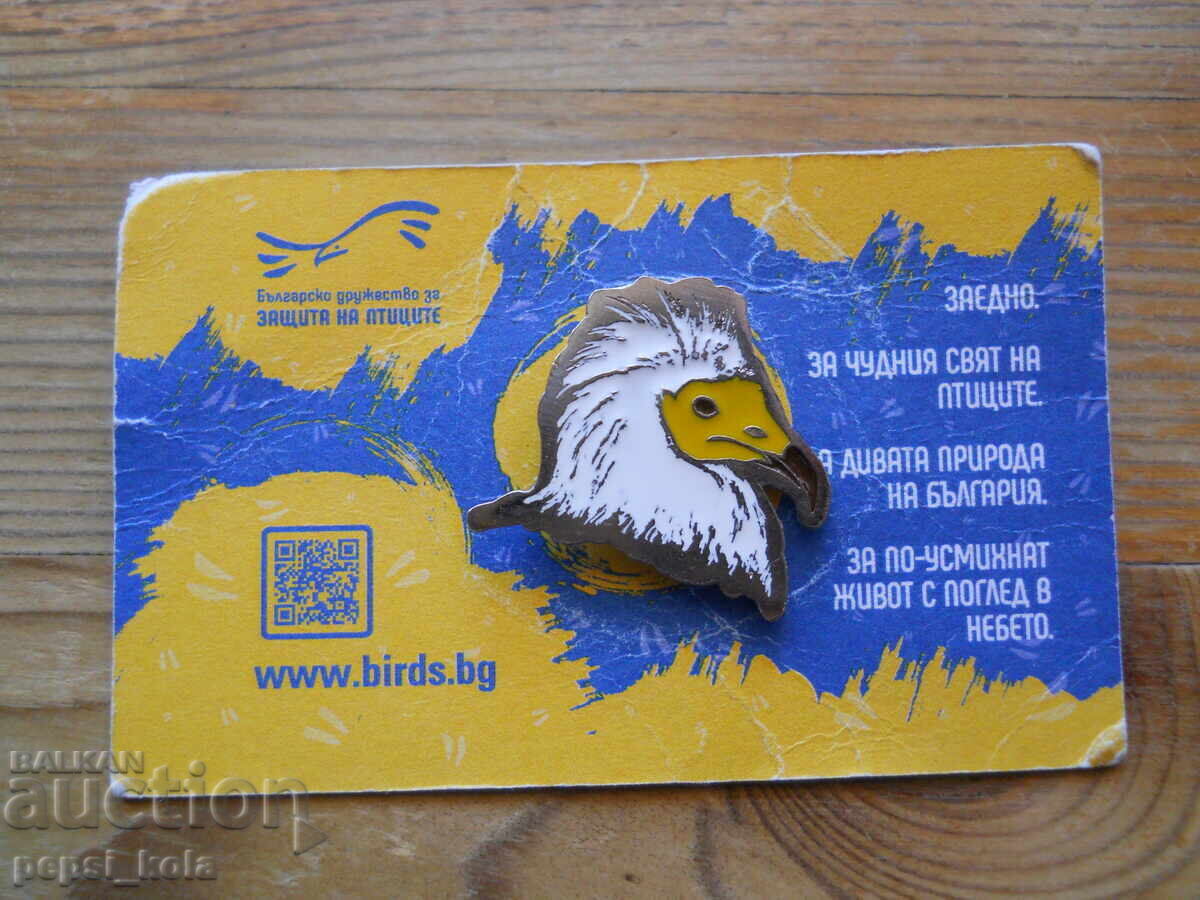 Българско дружество за
ЗАЩИТА НА ПТИЦИТЕ
ЗАЕДНО.
ЗА ЧУДНИЯ СВЯТ НА
ПТИЦИТЕ.
А ДИВАТА ПРИРОДА
НА БЪЛГАРИЯ.
ЗА ПО-УСМИХНАТ
ЖИВОТ С ПОГЛЕД В
НЕБЕТО.
www.birds.bg
BALKAN
auction
pepsi_kola